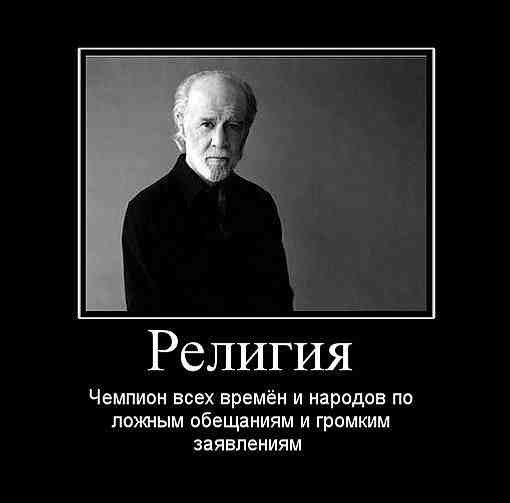 Религия
Чемпион всех времён и народов по
ложным обещаниям и громким
заявлениям